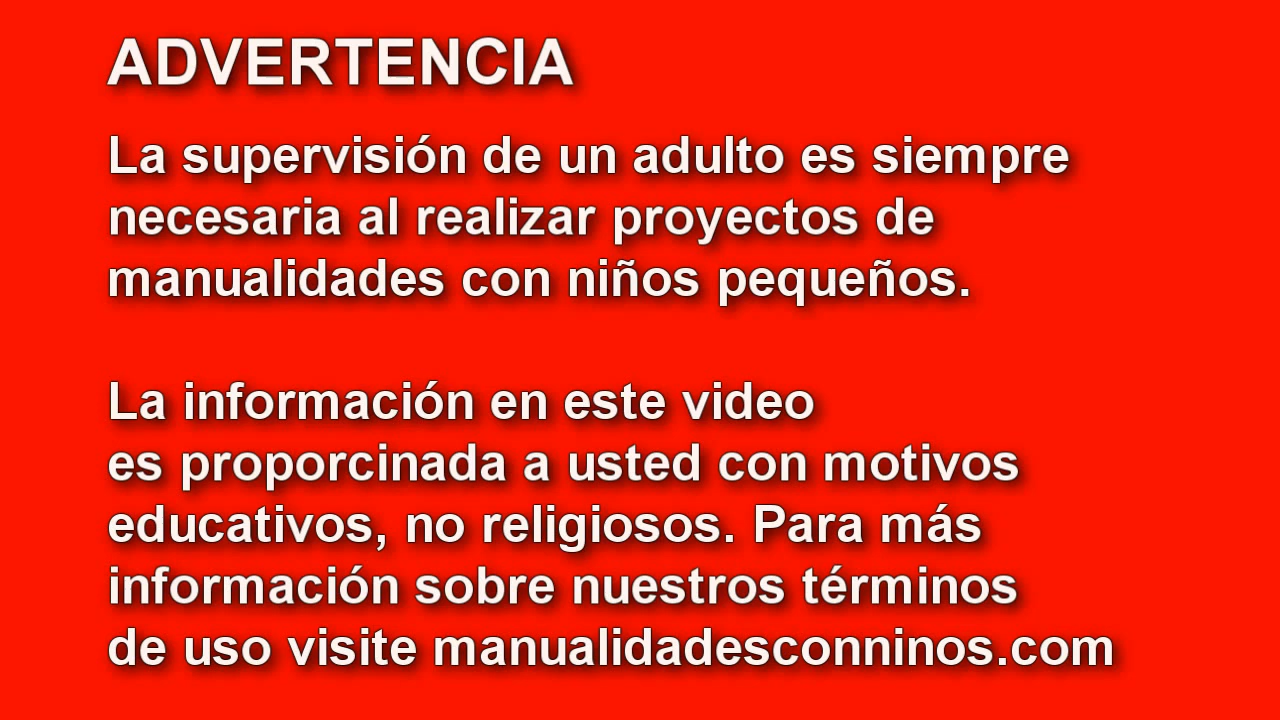 ADVERTENCIA
La supervisión de un adulto es siempre
necesaria al realizar proyectos de
manualidades con niños pequeños.
La información en este video
es proporcinada a usted con motivos
educativos, no religiosos. Para más
información sobre nuestros términos
de uso visite manualidadesconninos.com